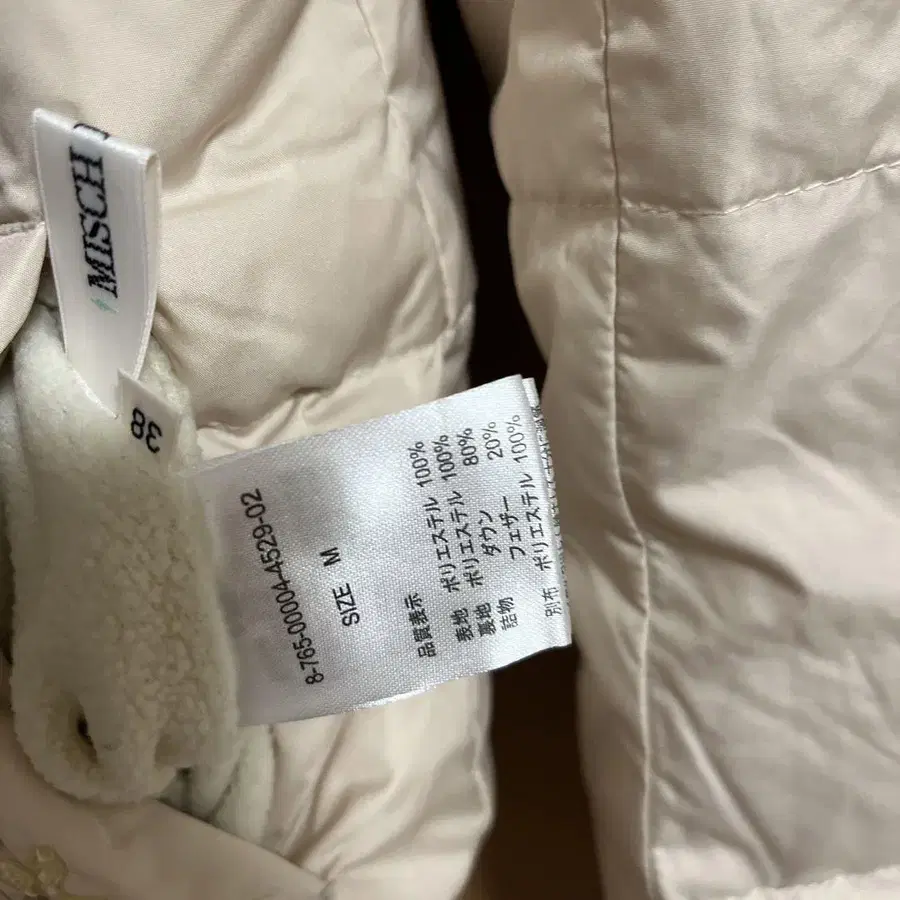 MISCH
38
8-765-00004-4529-02
SIZE M
品質表示
表地 ポリエステル 100%
裏地 ポリエステル 100%
詰物 ダウン 80%
フェザー 20%
別布 ポリエステル 100%